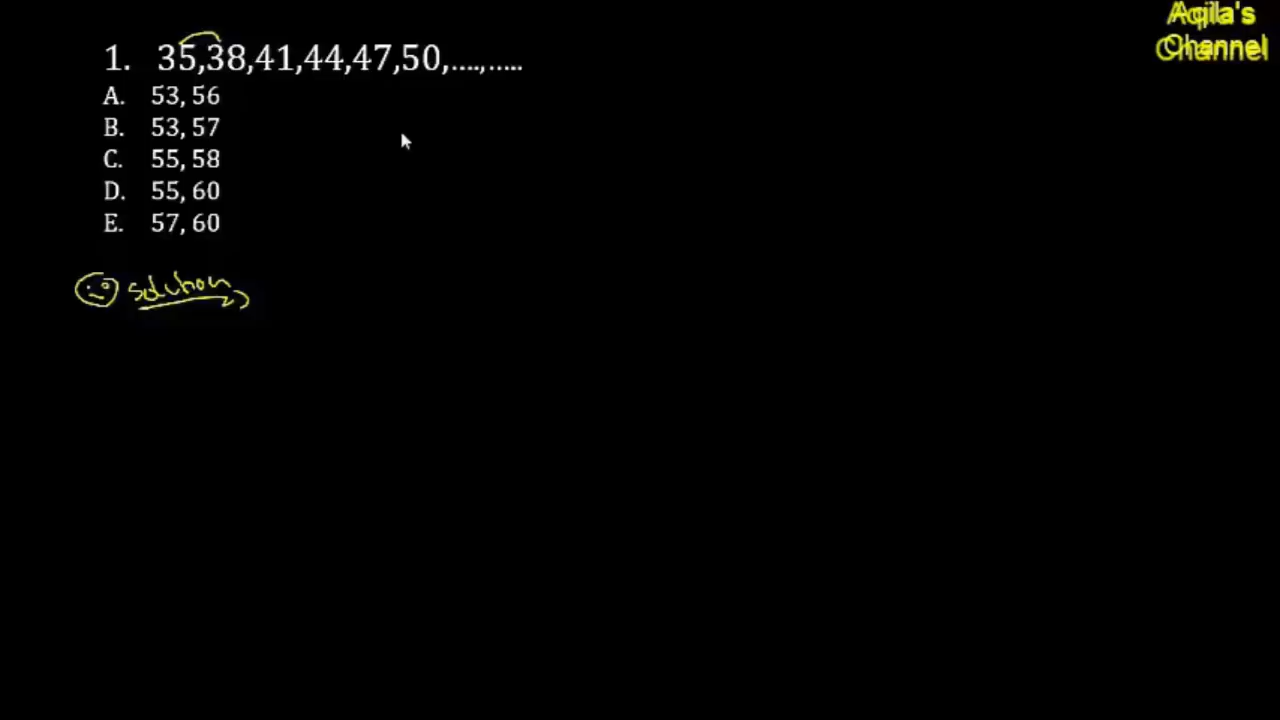 Aqila's
Channel
1. 35,38,41,44,47,50,....,.....
A. 53, 56
B. 53, 57
C. 55, 58
D. 55, 60
E. 57, 60
Solution